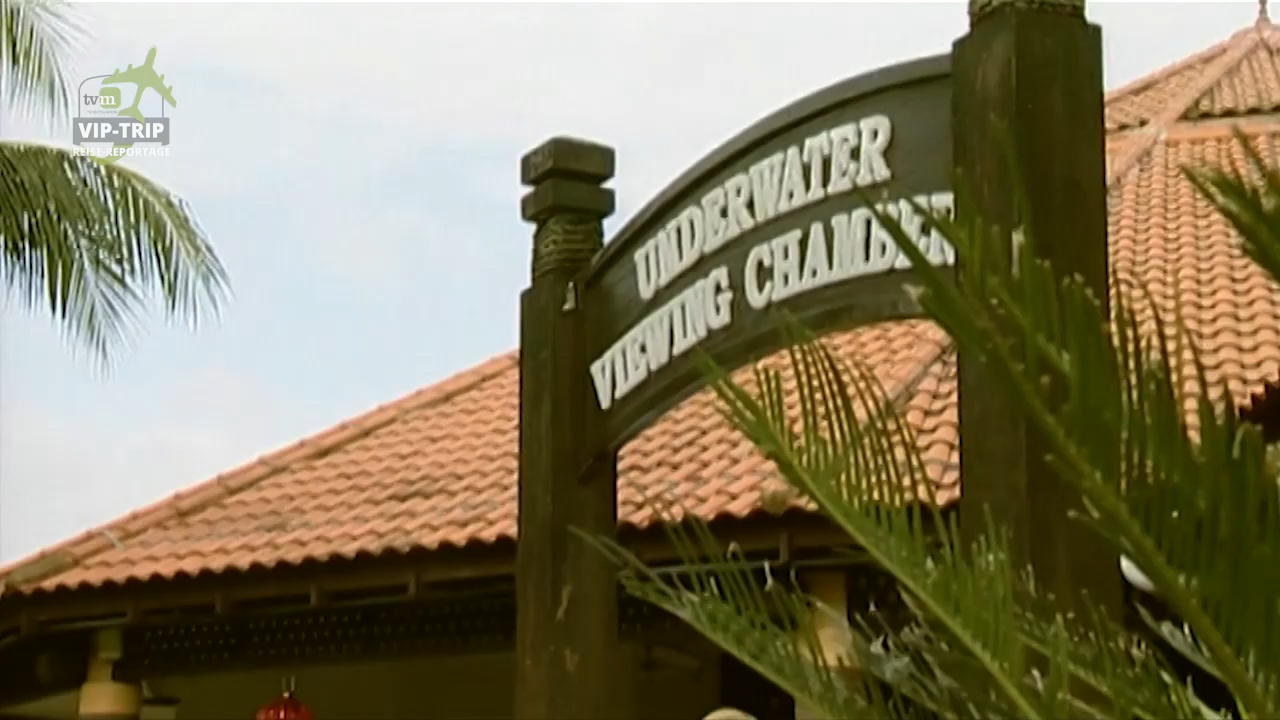 tvm
VIP-TRIP
REISE-REPORTAGE
UNDERWATER
VIEWING CHAMBER